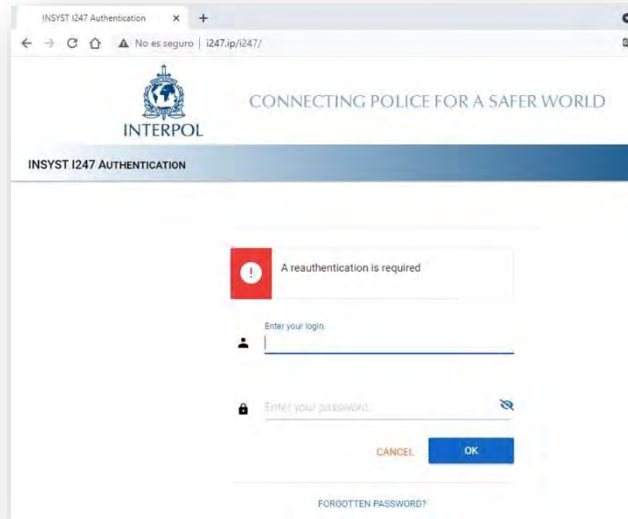 INSYST I247 Authentication
No es seguro | i247.ip/i247/
CONNECTING POLICE FOR A SAFER WORLD
INTERPOL
INSYST I247 AUTHENTICATION
A reauthentication is required
Enter your login:
Enter your password:
CANCEL
OK
FORGOTTEN PASSWORD?